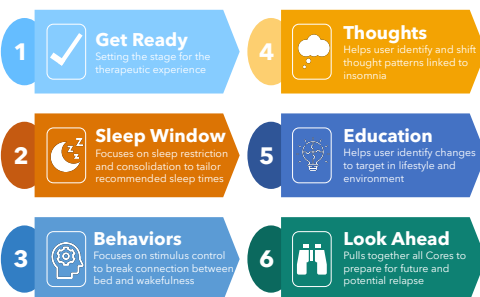 1
Get Ready
Setting the stage for the
therapeutic experience
2
Sleep Window
Focuses on sleep restriction
and consolidation to tailor
recommended sleep times
3
Behaviors
Focuses on stimulus control
to break connection between
bed and wakefulness
4
Thoughts
Helps user identify and shift
thought patterns linked to
insomnia
5
Education
Helps user identify changes
to target in lifestyle and
environment
6
Look Ahead
Pulls together all Cores to
prepare for future and
potential relapse